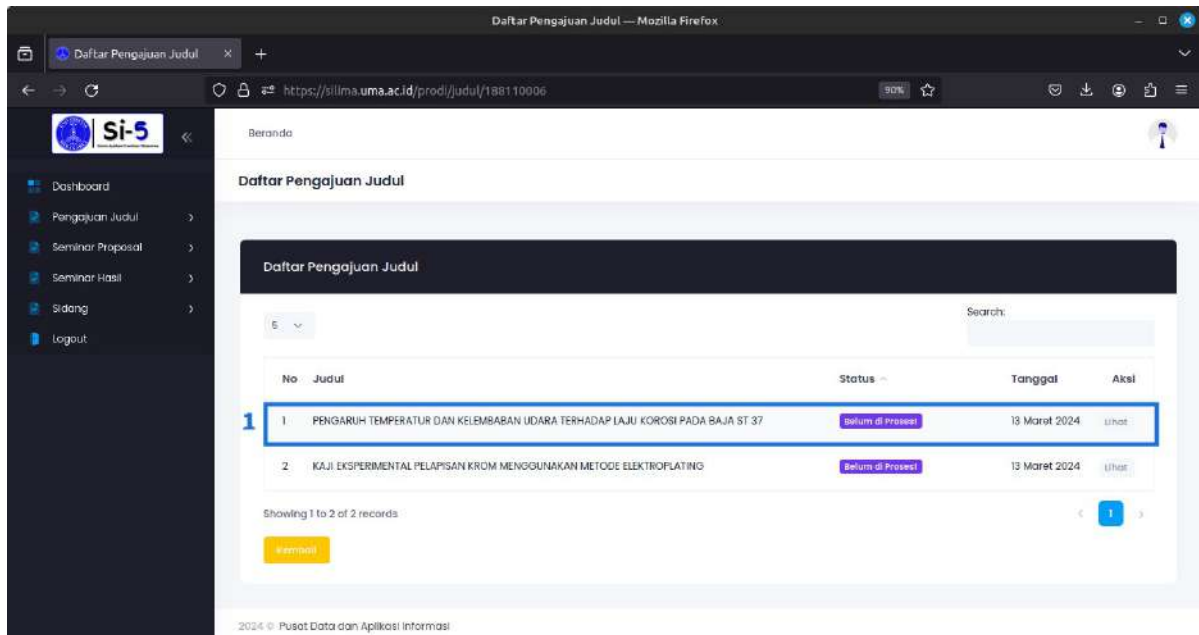 Daftar Pengajuan Judul — Mozilla Firefox
Daftar Pengajuan Judul
https://silima.uma.ac.id/prodi/judul/188110006
90%
Si-5
Beranda
Daftar Pengajuan Judul
Dashboard
Pengajuan Judul
Seminar Proposal
Seminar Hasil
Sidang
Logout
Daftar Pengajuan Judul
5
Search:
No Judul Status Tanggal Aksi
1 1 PENGARUH TEMPERATUR DAN KELEMBABAN UDARA TERHADAP LAJU KOROSI PADA BAJA ST 37 Belum di Proses! 13 Maret 2024 Lihat
2 KAJI EKSPERIMENTAL PELAPISAN KROM MENGGUNAKAN METODE ELEKTROPLATING Belum di Proses! 13 Maret 2024 Lihat
Showing 1 to 2 of 2 records
1
Kembali
2024 © Pusat Data dan Aplikasi Informasi